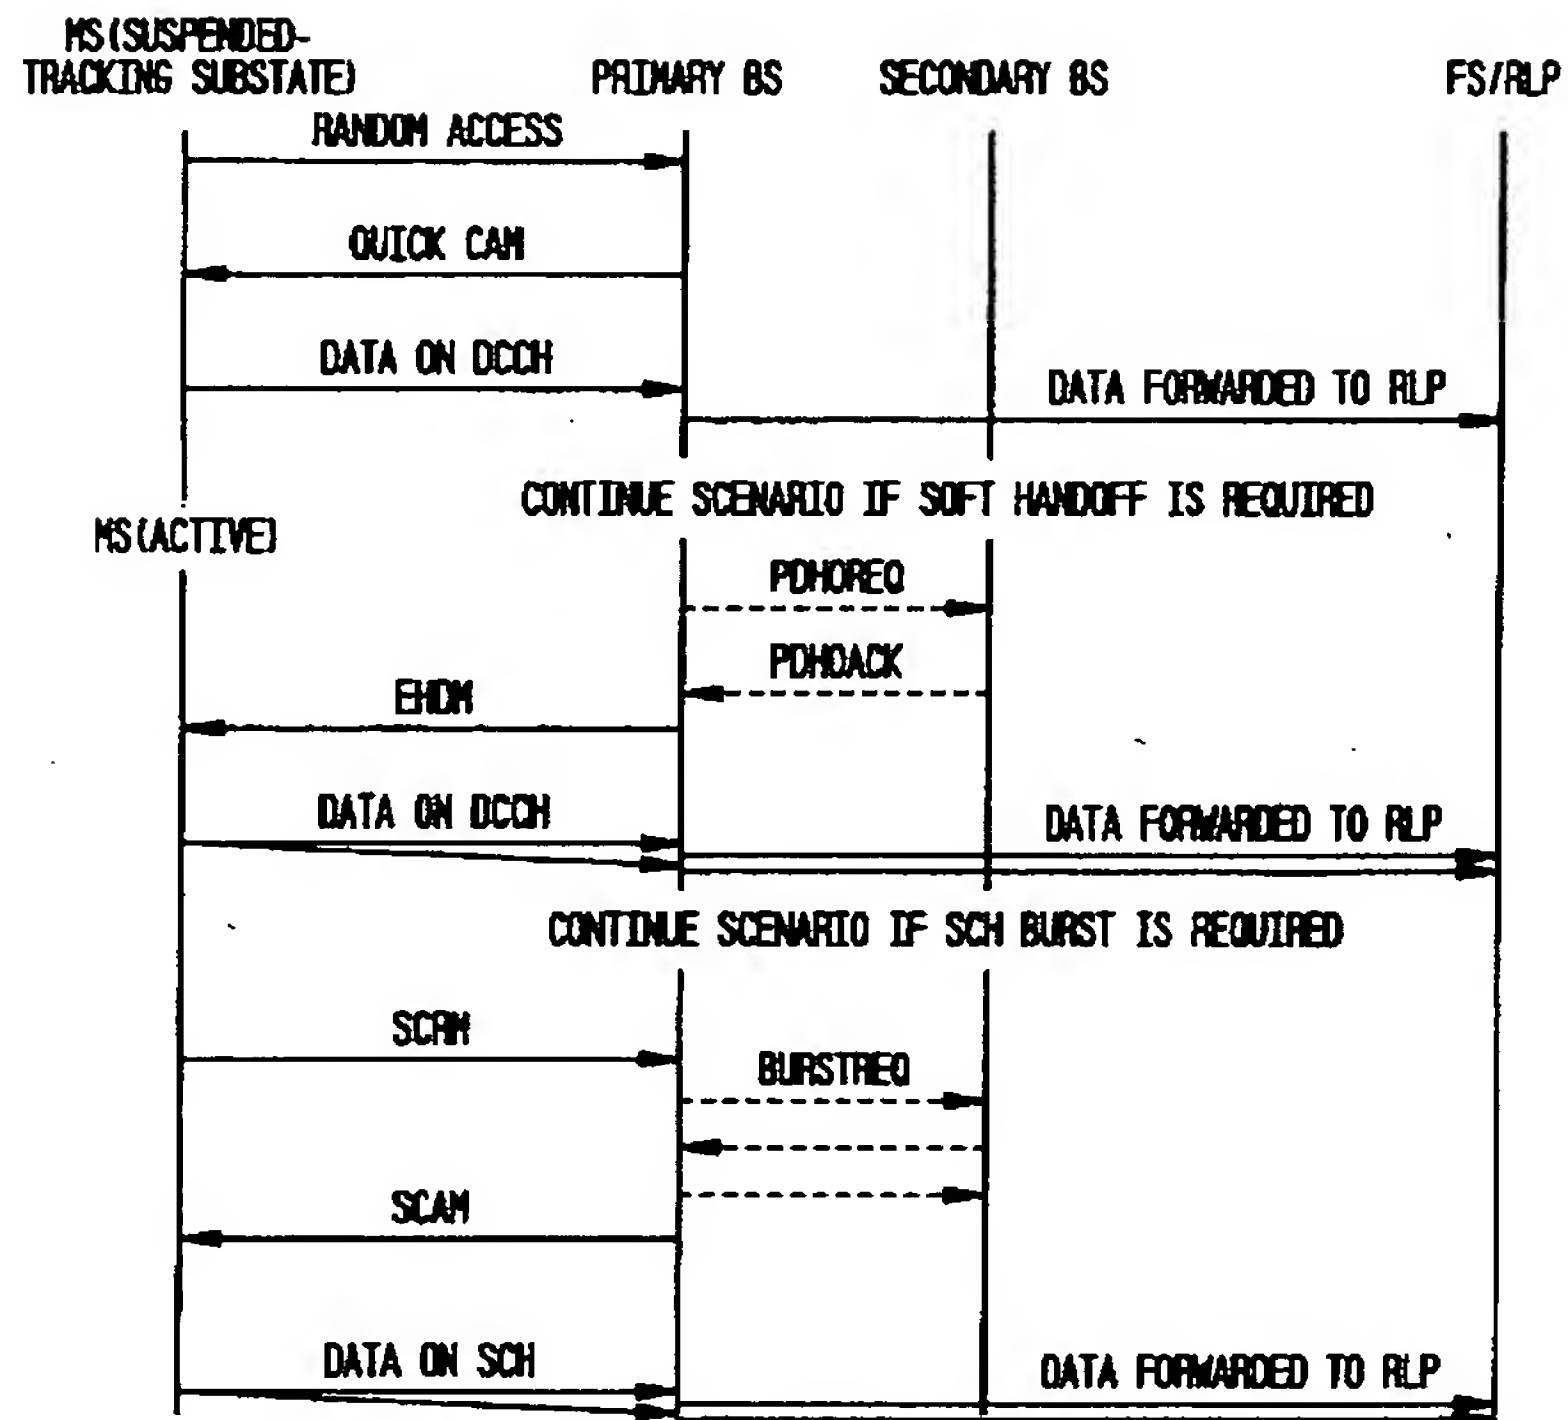 MS(SUSPENDED-
TRACKING SUBSTATE)
PRIMARY BS
SECONDARY BS
FS/RLP
RANDOM ACCESS
QUICK CAM
DATA ON DCCH
DATA FORWARDED TO RLP
CONTINUE SCENARIO IF SOFT HANDOFF IS REQUIRED
MS(ACTIVE)
PDHOREQ
PDHOACK
EHDM
DATA ON DCCH
DATA FORWARDED TO RLP
CONTINUE SCENARIO IF SCH BURST IS REQUIRED
SCRM
BURSTREQ
SCAM
DATA ON SCH
DATA FORWARDED TO RLP